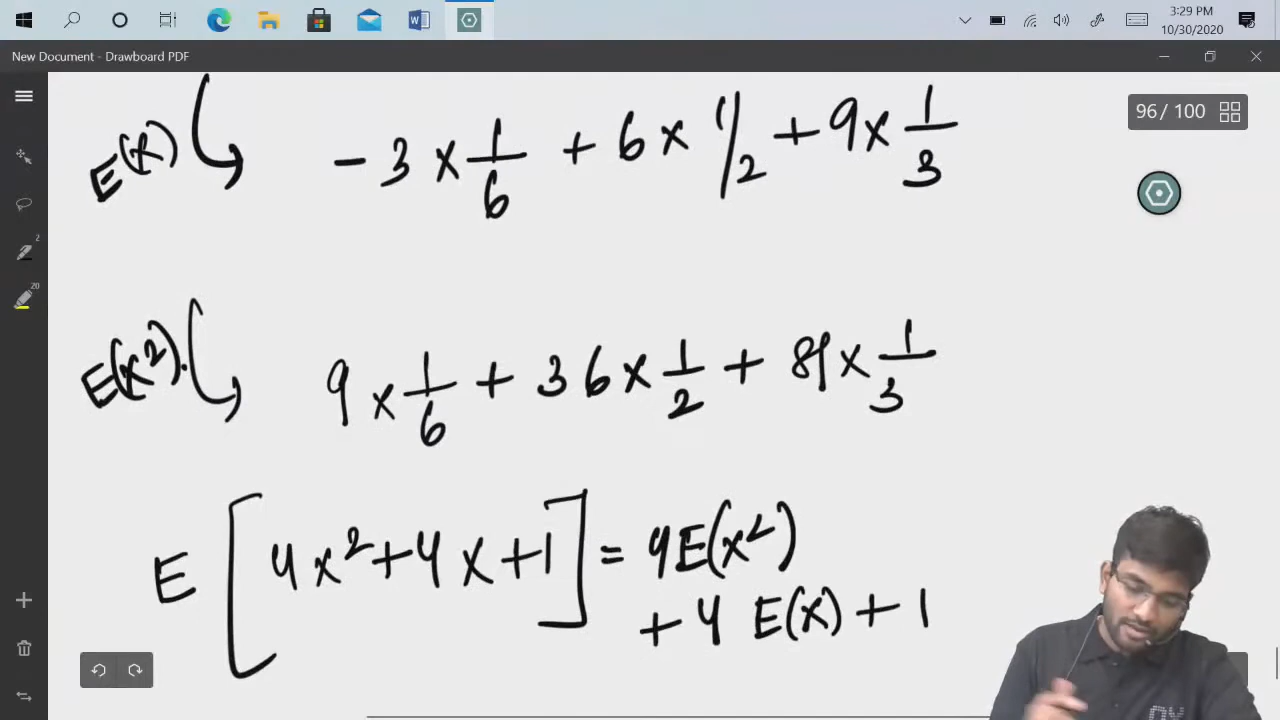 3:29 PM
10/30/2020
New Document - Drawboard PDF
96 / 100
E(x) -3 × 1/6 + 6 × 1/2 + 9 × 1/3
2
20
E(x²). 9 × 1/6 + 36 × 1/2 + 81 × 1/3
E [4x² + 4x + 1] = 4E(x²)
+ 4 E(x) + 1